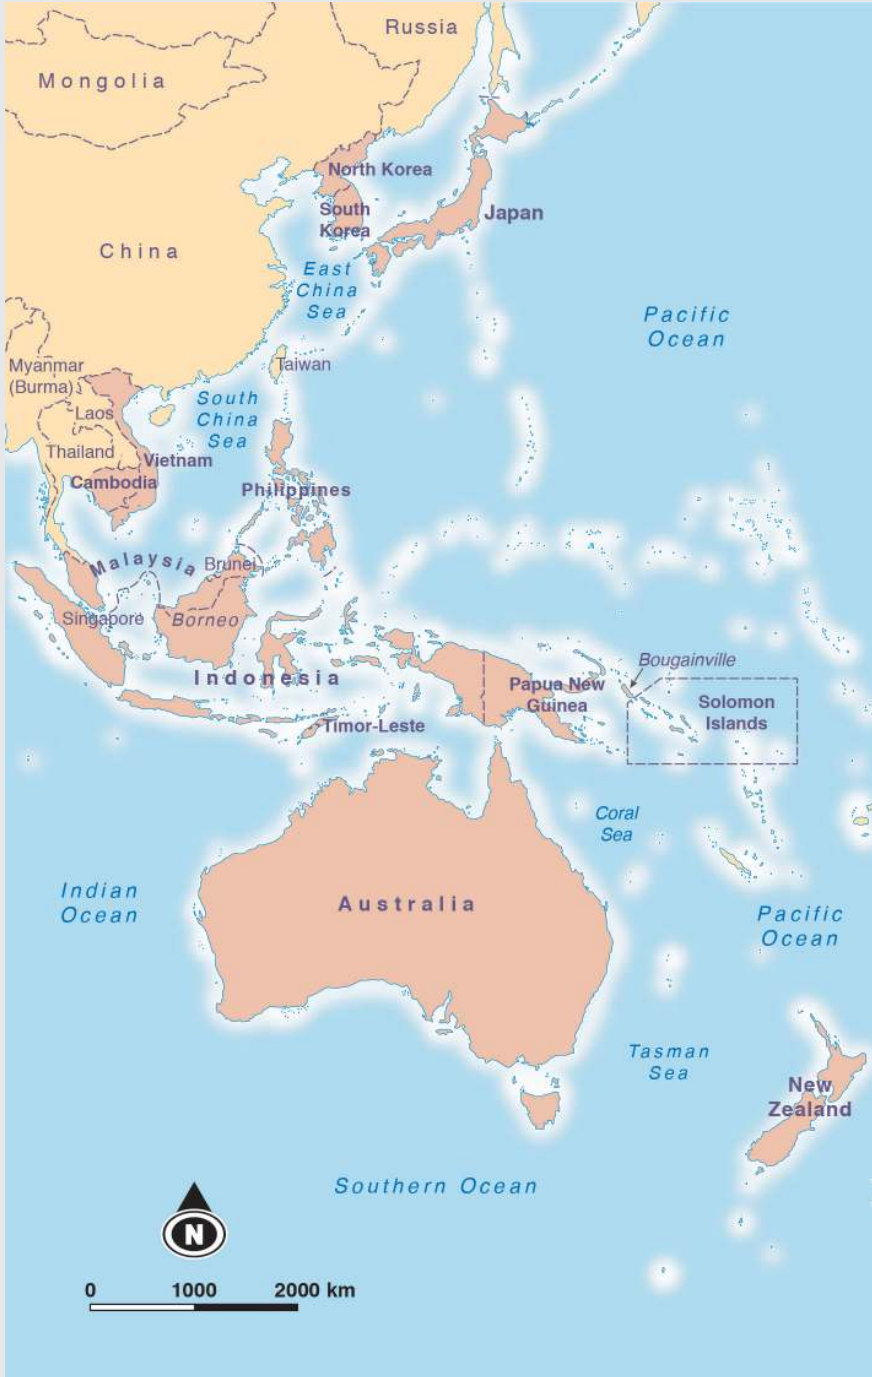 Russia
Mongolia
North Korea
South
Korea
Japan
China
East
China
Sea
Pacific
Ocean
Myanmar
(Burma)
Taiwan
Laos
South
China
Sea
Thailand
Vietnam
Cambodia
Philippines
Malaysia
Brunei
Singapore
Borneo
Indonesia
Bougainville
Papua New
Guinea
Solomon
Islands
Timor-Leste
Coral
Sea
Indian
Ocean
Australia
Pacific
Ocean
Tasman
Sea
New
Zealand
Southern Ocean
N
0 1000 2000 km